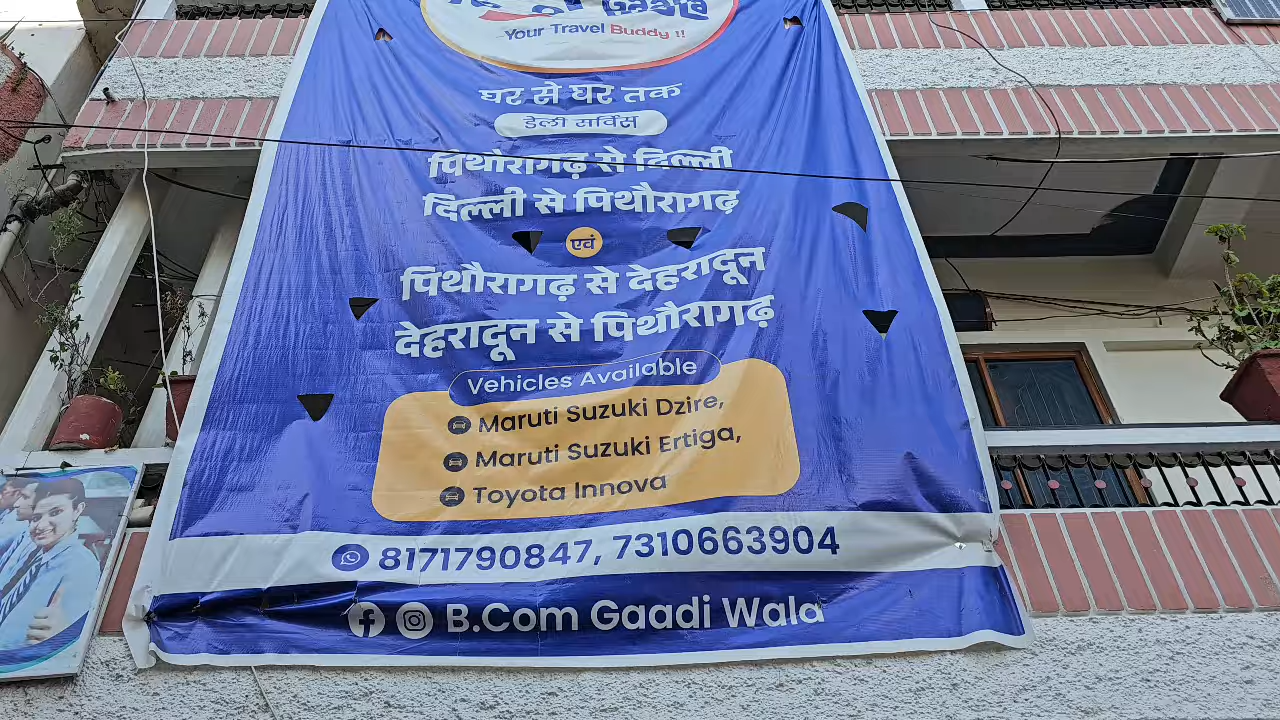 Your Travel Buddy !!
घर से घर तक
डेली सर्विस
पिथौरागढ़ से दिल्ली
दिल्ली से पिथौरागढ़
एवं
पिथौरागढ़ से देहरादून
देहरादून से पिथौरागढ़
Vehicles Available
Maruti Suzuki Dzire,
Maruti Suzuki Ertiga,
Toyota Innova
8171790847, 7310663904
B.Com Gaadi Wala